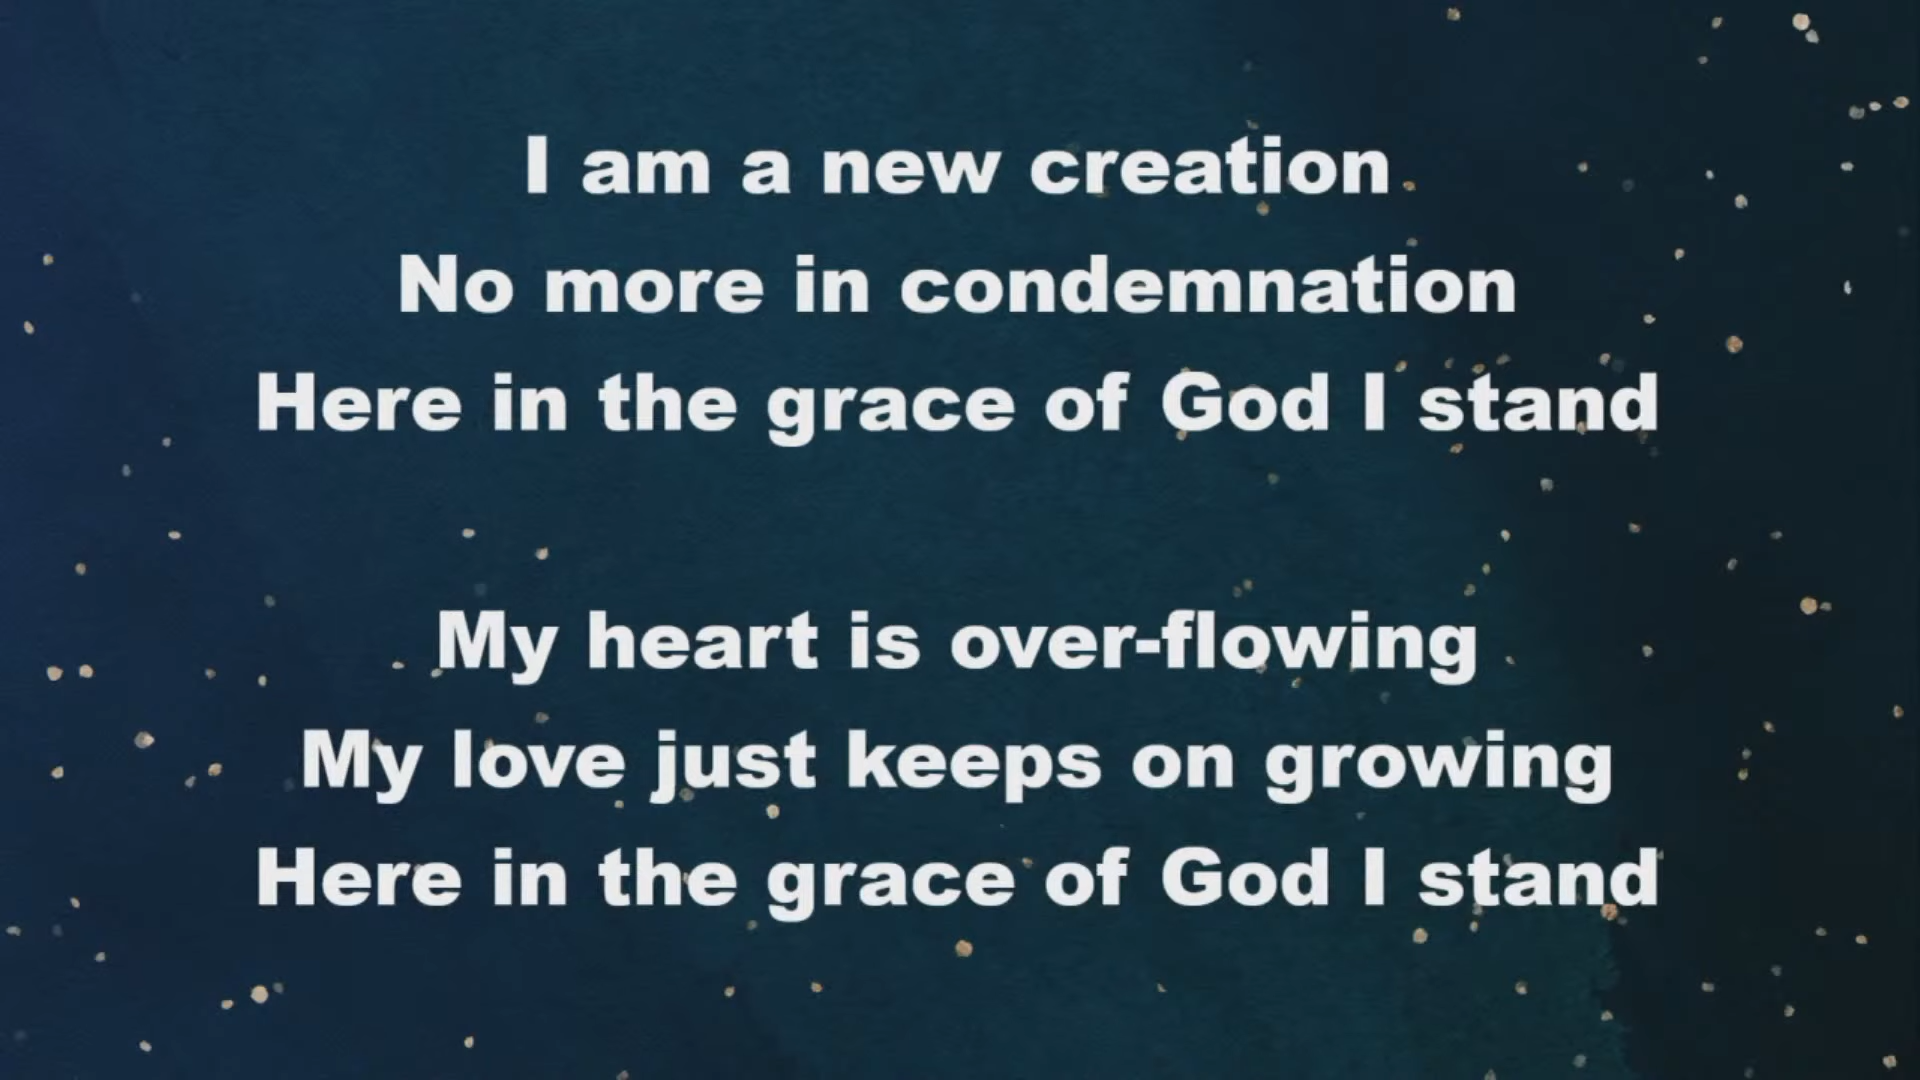 I am a new creation
No more in condemnation
Here in the grace of God I stand
My heart is over-flowing
My love just keeps on growing
Here in the grace of God I stand